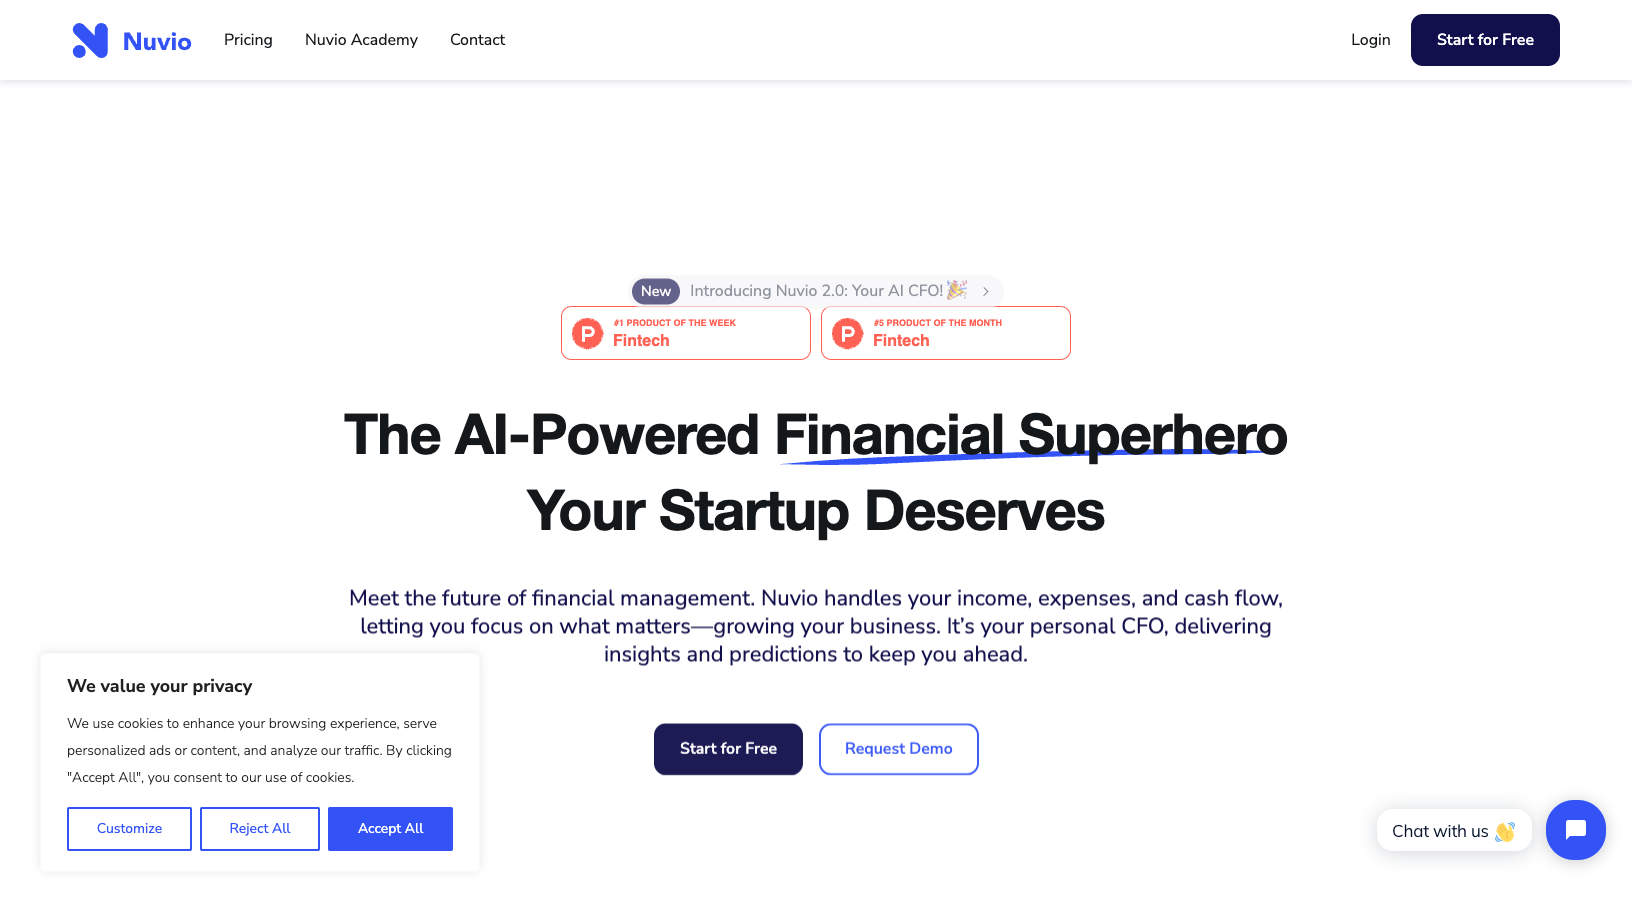 Nuvio
Pricing
Nuvio Academy
Contact
Login
Start for Free
New
Introducing Nuvio 2.0: Your AI CFO!🎉
P
#1 PRODUCT OF THE WEEK
Fintech
P
#5 PRODUCT OF THE MONTH
Fintech
The AI-Powered Financial Superhero
Your Startup Deserves
Meet the future of financial management. Nuvio handles your income, expenses, and cash flow,
letting you focus on what matters—growing your business. It’s your personal CFO, delivering
insights and predictions to keep you ahead.
Start for Free
Request Demo
We value your privacy
We use cookies to enhance your browsing experience, serve
personalized ads or content, and analyze our traffic. By clicking
"Accept All", you consent to our use of cookies.
Customize
Reject All
Accept All
Chat with us 👋